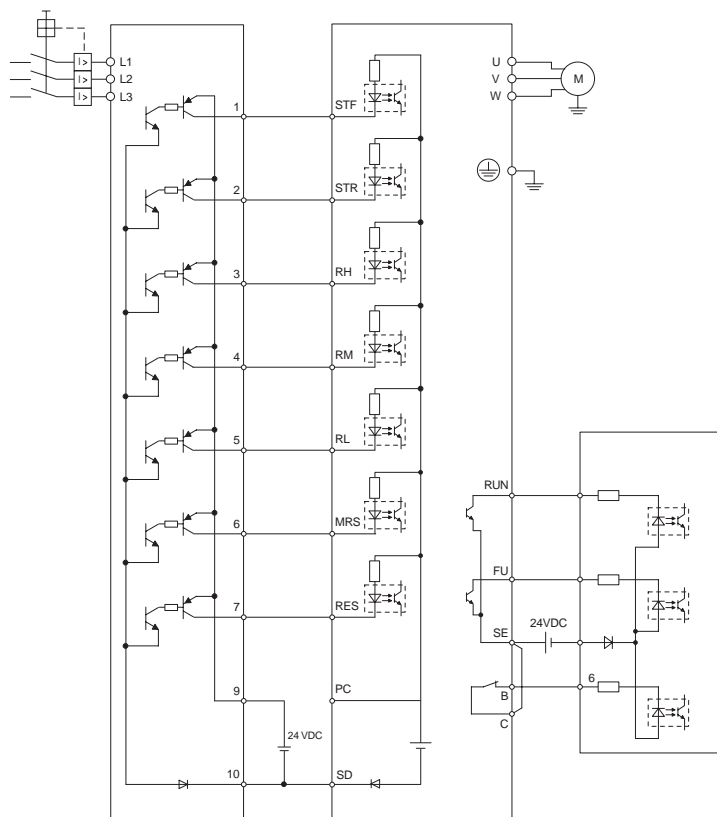 I>
L1
I>
L2
I>
L3
U
V
W
M
1
STF
2
STR
3
RH
4
RM
5
RL
6
MRS
7
RES
9
PC
24 VDC
10
SD
RUN
FU
SE
24VDC
B
6
C